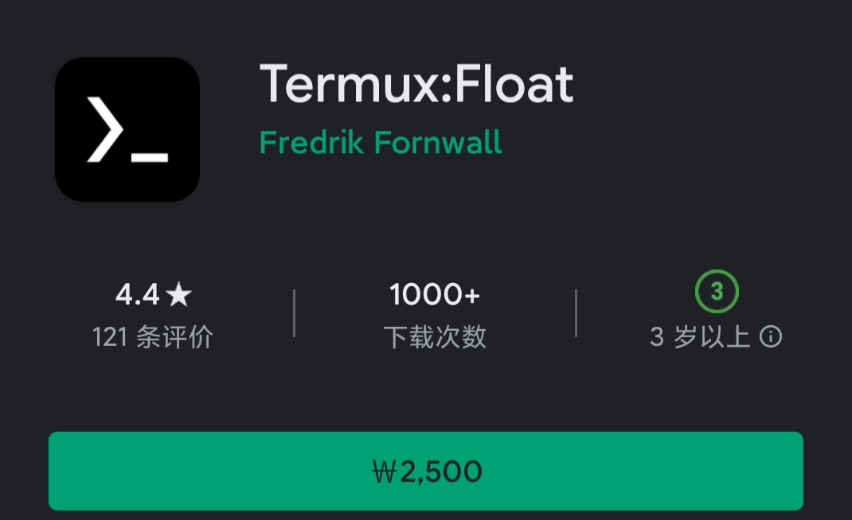 Termux:Float
Fredrik Fornwall
4.4★
121 条评价
1000+
下载次数
3
3 岁以上
₩2,500